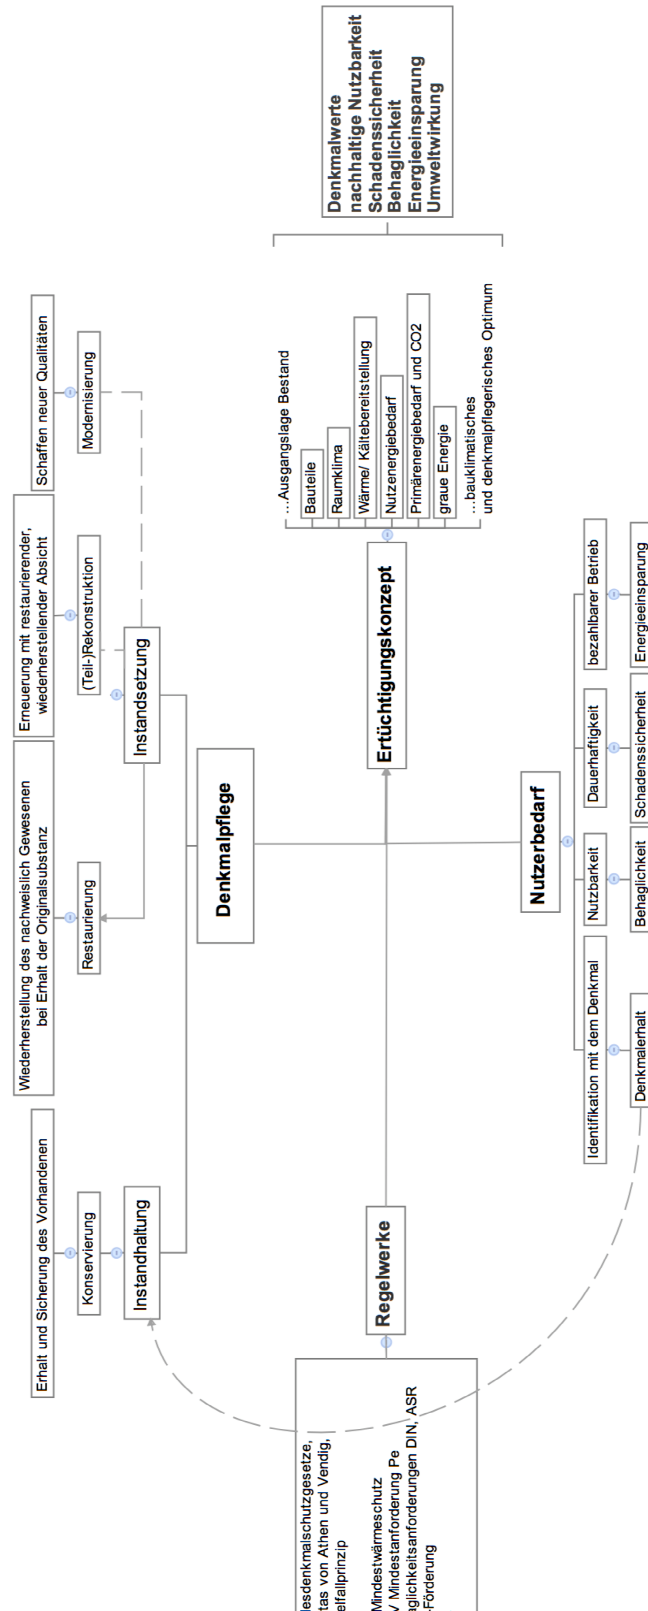 Erhalt und Sicherung des Vorhandenen
Wiederherstellung des nachweislich Gewesenen
bei Erhalt der Originalsubstanz
Erneuerung mit restaurierender,
wiederherstellender Absicht
Schaffen neuer Qualitäten
Konservierung
Restaurierung
(Teil-)Rekonstruktion
Modernisierung
Instandhaltung
Instandsetzung
Denkmalpflege
von Athen und Vendig,
Mindestwärmeschutz
Mindestanforderung Pe
DIN, ASR
Regelwerke
Ertüchtigungskonzept
...Ausgangslage Bestand
Bauteile
Raumklima
Wärme/ Kältebereitstellung
Nutzenergiebedarf
Primärenergiebedarf und CO2
graue Energie
...bauklimatisches
und denkmalpflegerisches Optimum
Denkmalwerte
nachhaltige Nutzbarkeit
Schadenssicherheit
Behaglichkeit
Energieeinsparung
Umweltwirkung
Nutzerbedarf
Identifikation mit dem Denkmal
Nutzbarkeit
Dauerhaftigkeit
bezahlbarer Betrieb
Denkmalerhalt
Behaglichkeit
Schadenssicherheit
Energieeinsparung